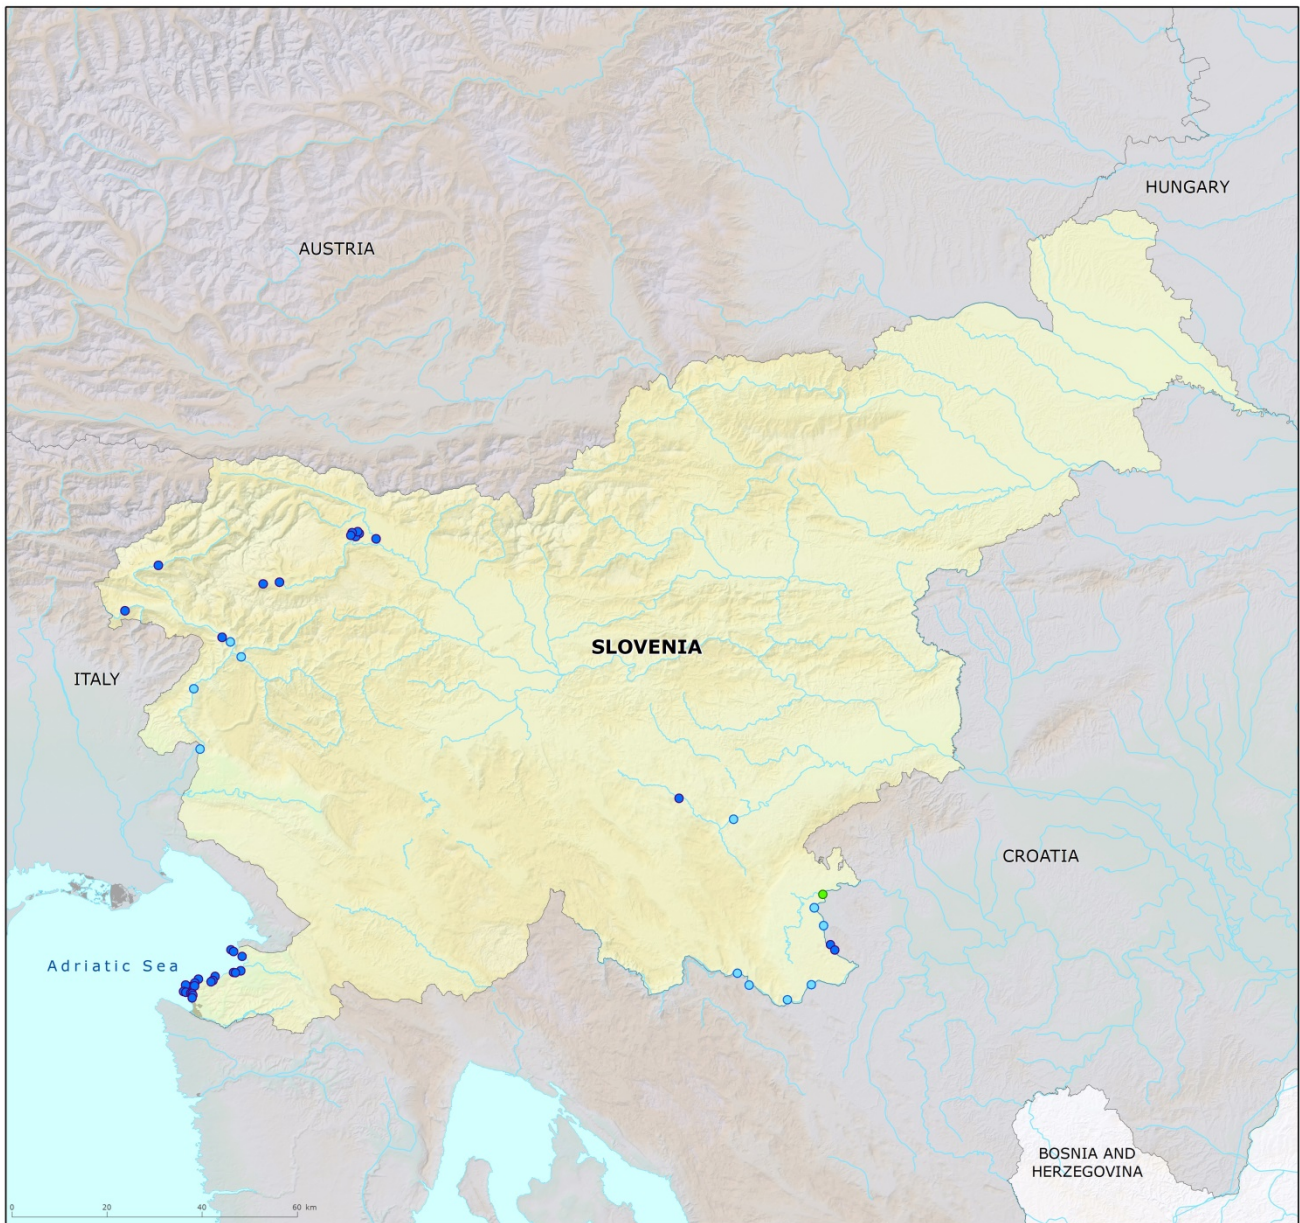 HUNGARY
AUSTRIA
SLOVENIA
ITALY
CROATIA
Adriatic Sea
BOSNIA AND
HERZEGOVINA
0 20 40 60 km